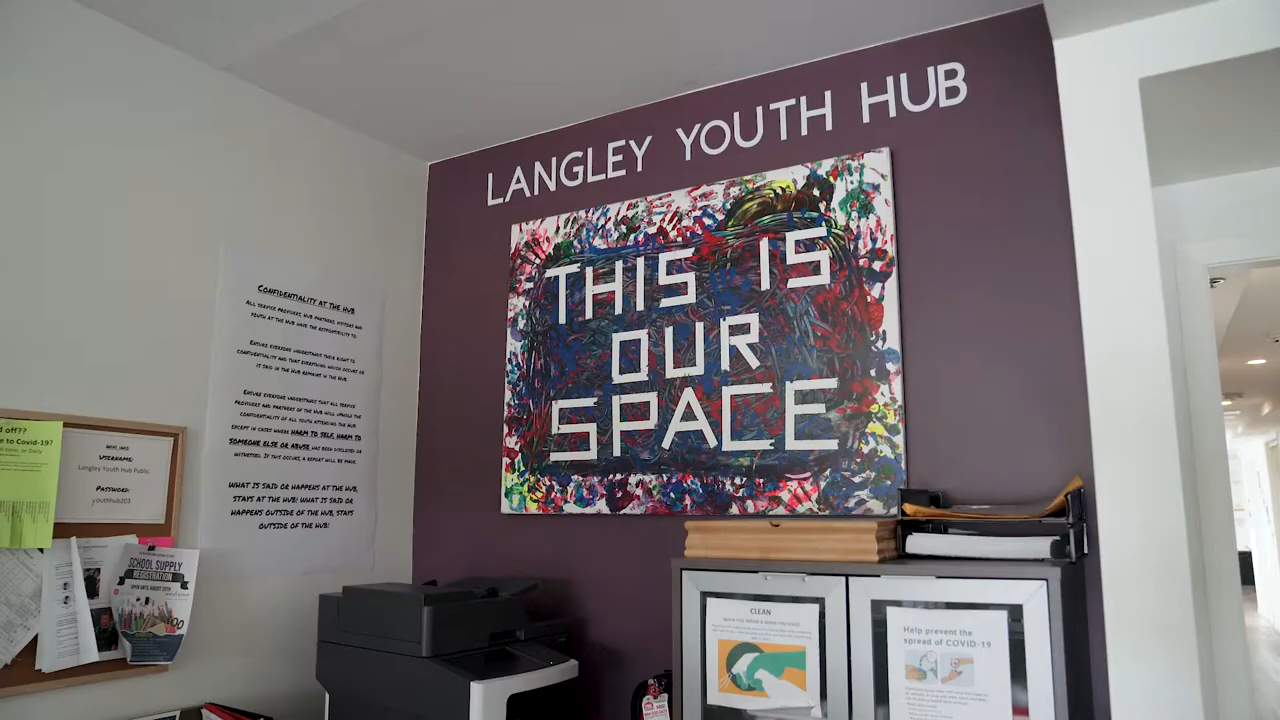 LANGLEY YOUTH HUB
THIS IS
OUR
SPACE
CONFIDENTIALITY AT THE HUB
ALL SERVICE PROVIDERS, HUB PARTNERS, VISITORS AND
YOUTH AT THE HUB HAVE THE RESPONSIBILITY TO:
ENSURE EVERYONE UNDERSTANDS THEIR RIGHT TO
CONFIDENTIALITY AND THAT EVERYTHING WHICH OCCURS OR
IS SAID IN THE HUB REMAINS IN THE HUB.
ENSURE EVERYONE UNDERSTANDS THAT ALL SERVICE
PROVIDERS AND PARTNERS OF THE HUB WILL UPHOLD THE
CONFIDENTIALITY OF ALL YOUTH ATTENDING THE HUB
EXCEPT IN CASES WHERE HARM TO SELF, HARM TO
SOMEONE ELSE OR ABUSE HAS BEEN DISCLOSED OR
WITNESSED. IF THIS OCCURS, A REPORT WILL BE MADE.
WHAT IS SAID OR HAPPENS AT THE HUB,
STAYS AT THE HUB! WHAT IS SAID OR
HAPPENS OUTSIDE OF THE HUB, STAYS
OUTSIDE OF THE HUB!
d off??
e to Covid-19?
WIFI INFO
USERNAME:
Langley Youth Hub Public
PASSWORD:
youthhub203
SCHOOL SUPPLY
REGISTRATION
CLEAN
Help prevent the
spread of COVID-19